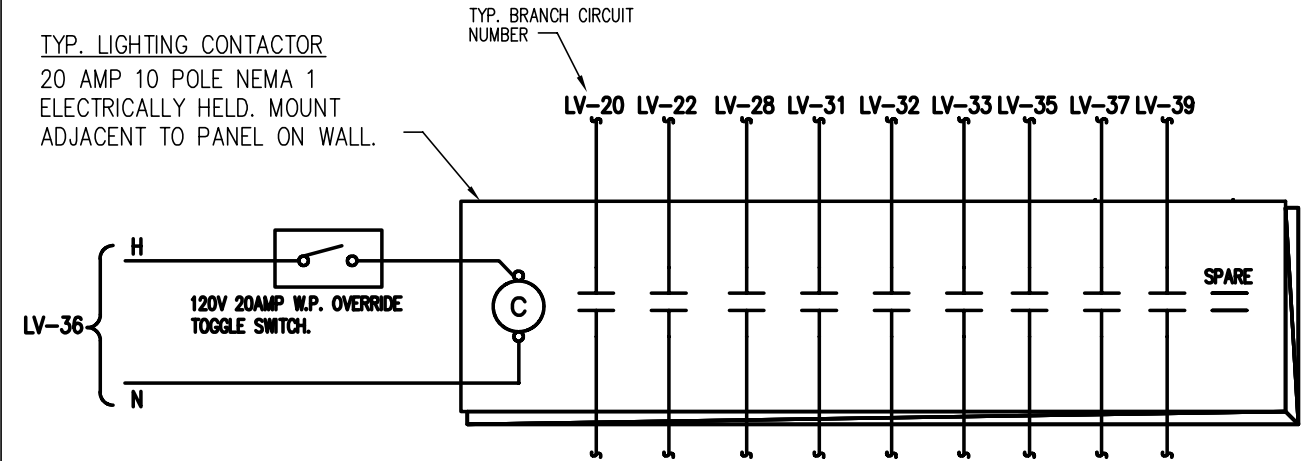 TYP. BRANCH CIRCUIT
NUMBER
TYP. LIGHTING CONTACTOR
20 AMP 10 POLE NEMA 1
ELECTRICALLY HELD. MOUNT
ADJACENT TO PANEL ON WALL.
LV-20 LV-22 LV-28 LV-31 LV-32 LV-33 LV-35 LV-37 LV-39
H
SPARE
120V 20AMP W.P. OVERRIDE
TOGGLE SWITCH.
C
LV-36
N